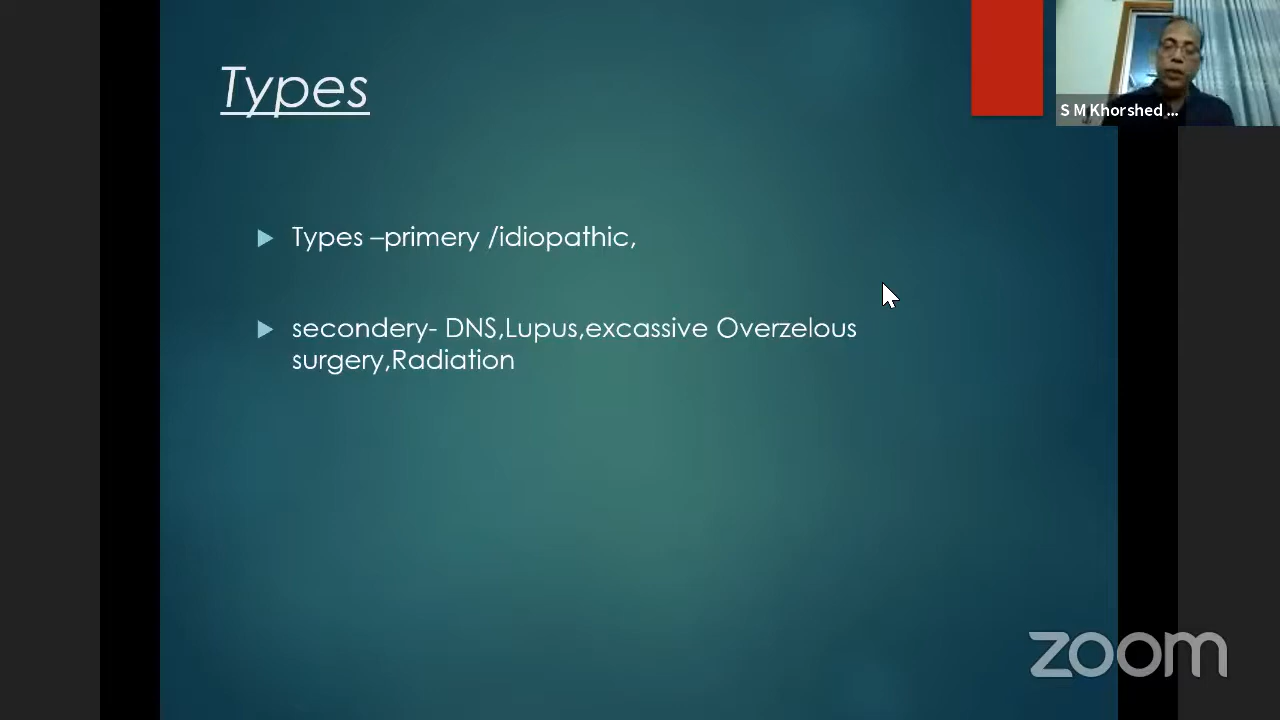 Types
S M Khorshed ...
Types –primery /idiopathic,
secondery- DNS,Lupus,excassive Overzelous
surgery,Radiation
zoom